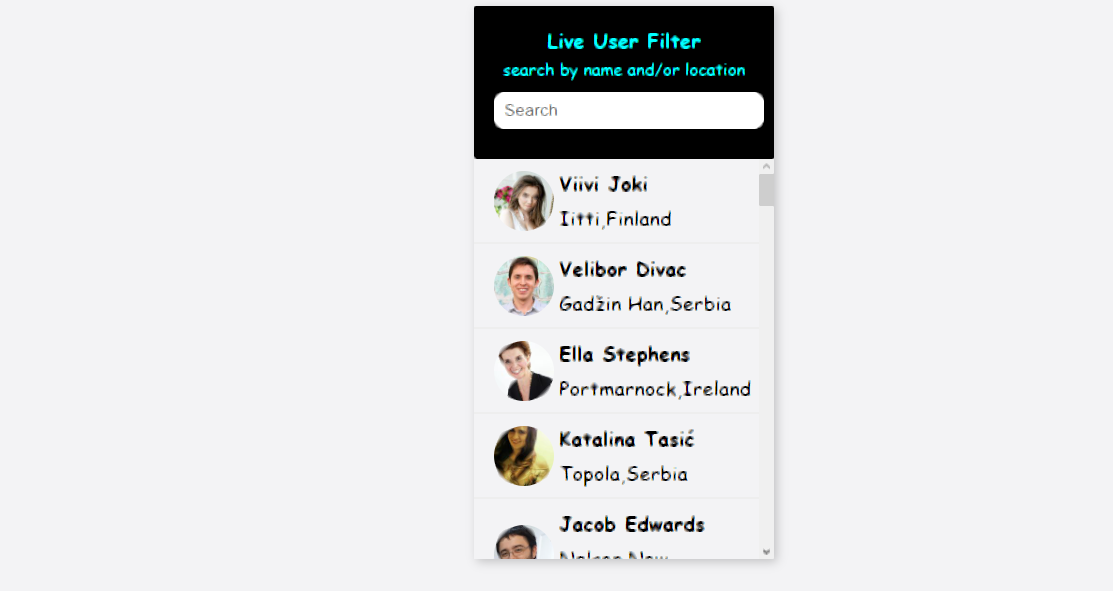 Live User Filter
search by name and/or location
Search
Viivi Joki
Iitti,Finland
Velibor Divac
Gadžin Han,Serbia
Ella Stephens
Portmarnock,Ireland
Katalina Tasić
Topola,Serbia
Jacob Edwards